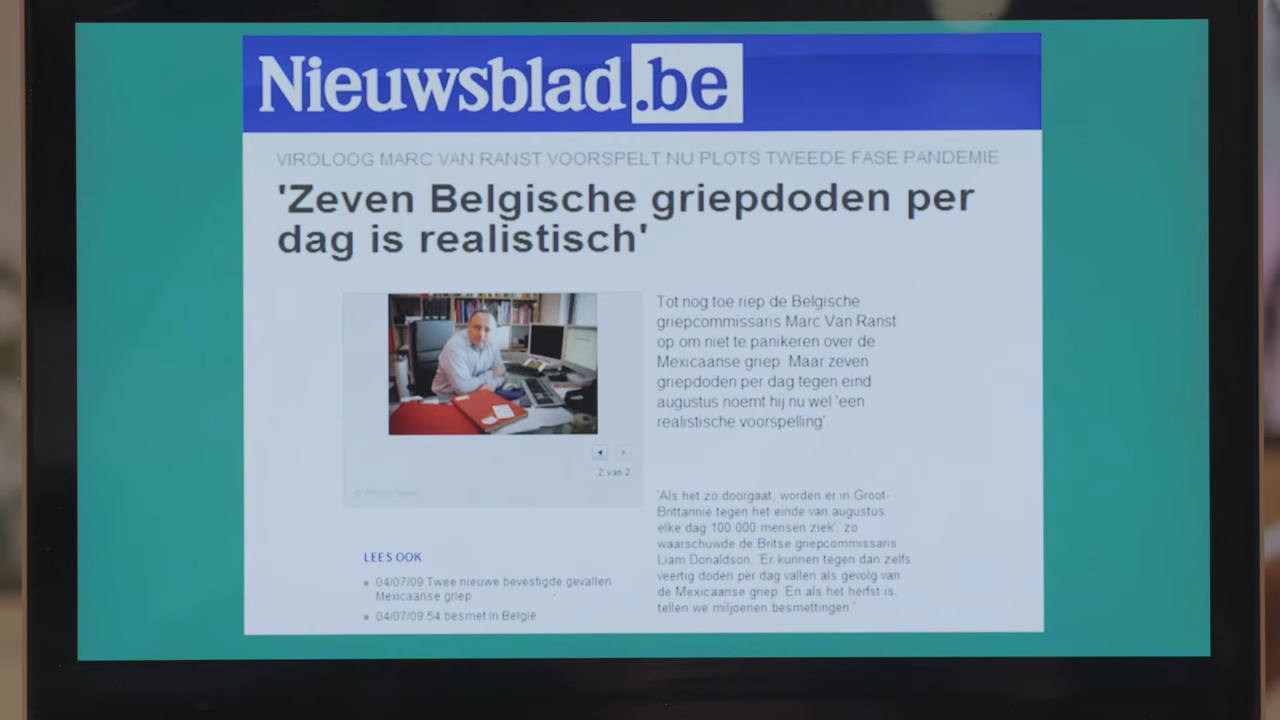 Nieuwsblad.be
VIROLOOG MARC VAN RANST VOORSPELT NU PLOTS TWEEDE FASE PANDEMIE
'Zeven Belgische griepdoden per
dag is realistisch'
Tot nog toe riep de Belgische
griepcommissaris Marc Van Ranst
op om niet te panikeren over de
Mexicaanse griep. Maar zeven
griepdoden per dag tegen eind
augustus noemt hij nu wel 'een
realistische voorspelling'
2 van 2
'Als het zo doorgaat, worden er in Groot-
Brittannië tegen het einde van augustus
elke dag 100.000 mensen ziek', zo
waarschuwde de Britse griepcommissaris
Liam Donaldson. 'Er kunnen tegen dan zelfs
veertig doden per dag vallen als gevolg van
de Mexicaanse griep. En als het herfst is,
tellen we miljoenen besmettingen.'
LEES OOK
04/07/09 Twee nieuwe bevestigde gevallen
Mexicaanse griep
04/07/09 54 besmet in België